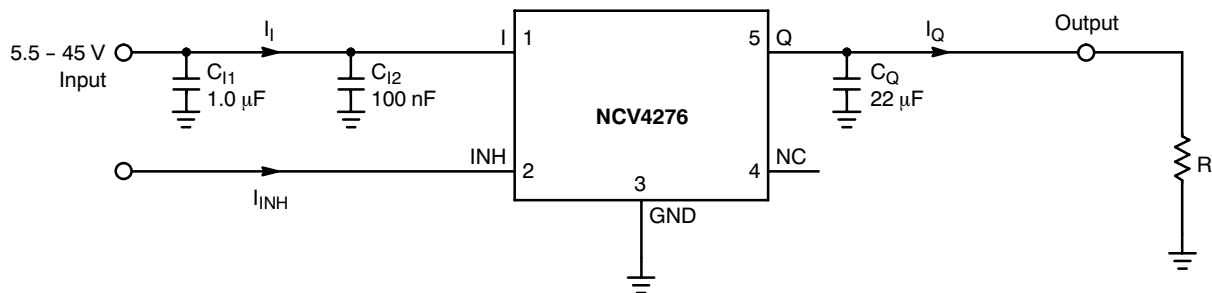 5.5 – 45 V
Input
I_I
C_I1
1.0 µF
C_I2
100 nF
I
1
INH
2
I_INH
NCV4276
3
GND
5
Q
4
NC
I_Q
C_Q
22 µF
Output
R